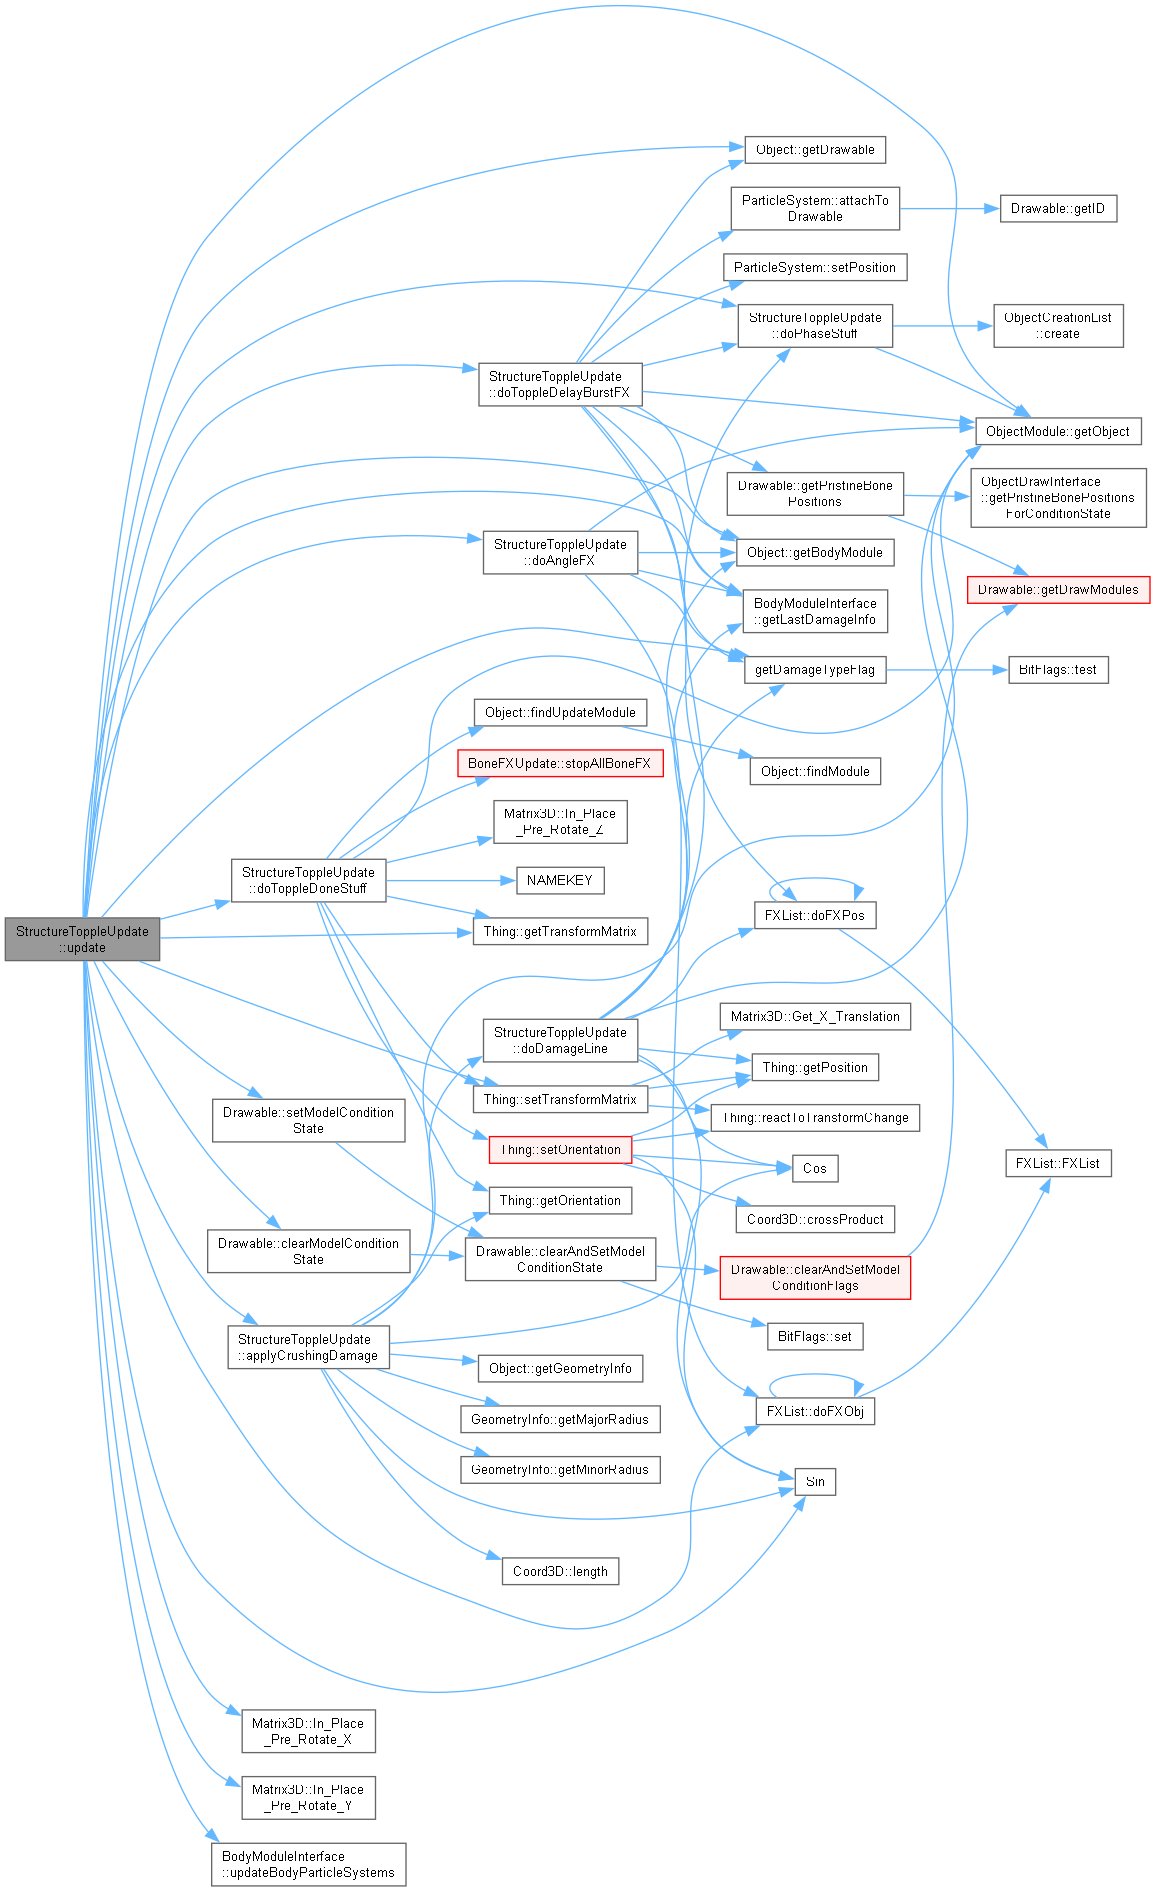 Object::getDrawable
ParticleSystem::attachTo
Drawable
Drawable::getID
ParticleSystem::setPosition
StructureToppleUpdate
::doPhaseStuff
ObjectCreationList
::create
StructureToppleUpdate
::doToppleDelayBurstFX
ObjectModule::getObject
Drawable::getPristineBone
Positions
ObjectDrawInterface
::getPristineBonePositions
ForConditionState
StructureToppleUpdate
::doAngleFX
Object::getBodyModule
Drawable::getDrawModules
BodyModuleInterface
::getLastDamageInfo
getDamageTypeFlag
BitFlags::test
Object::findUpdateModule
BoneFXUpdate::stopAllBoneFX
Object::findModule
Matrix3D::In_Place
_Pre_Rotate_Z
StructureToppleUpdate
::doToppleDoneStuff
NAMEKEY
FXList::doFXPos
StructureToppleUpdate
::update
Thing::getTransformMatrix
Matrix3D::Get_X_Translation
StructureToppleUpdate
::doDamageLine
Thing::getPosition
Thing::setTransformMatrix
Thing::reactToTransformChange
Drawable::setModelCondition
State
Thing::setOrientation
Cos
FXList::FXList
Thing::getOrientation
Coord3D::crossProduct
Drawable::clearModelCondition
State
Drawable::clearAndSetModel
ConditionState
Drawable::clearAndSetModel
ConditionFlags
BitFlags::set
StructureToppleUpdate
::applyCrushingDamage
Object::getGeometryInfo
GeometryInfo::getMajorRadius
FXList::doFXObj
GeometryInfo::getMinorRadius
Sin
Coord3D::length
Matrix3D::In_Place
_Pre_Rotate_X
Matrix3D::In_Place
_Pre_Rotate_Y
BodyModuleInterface
::updateBodyParticleSystems